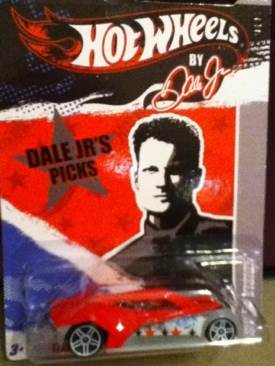 HOT WHEELS
BY
Dale Jr.
DALE JR'S
PICKS
3+